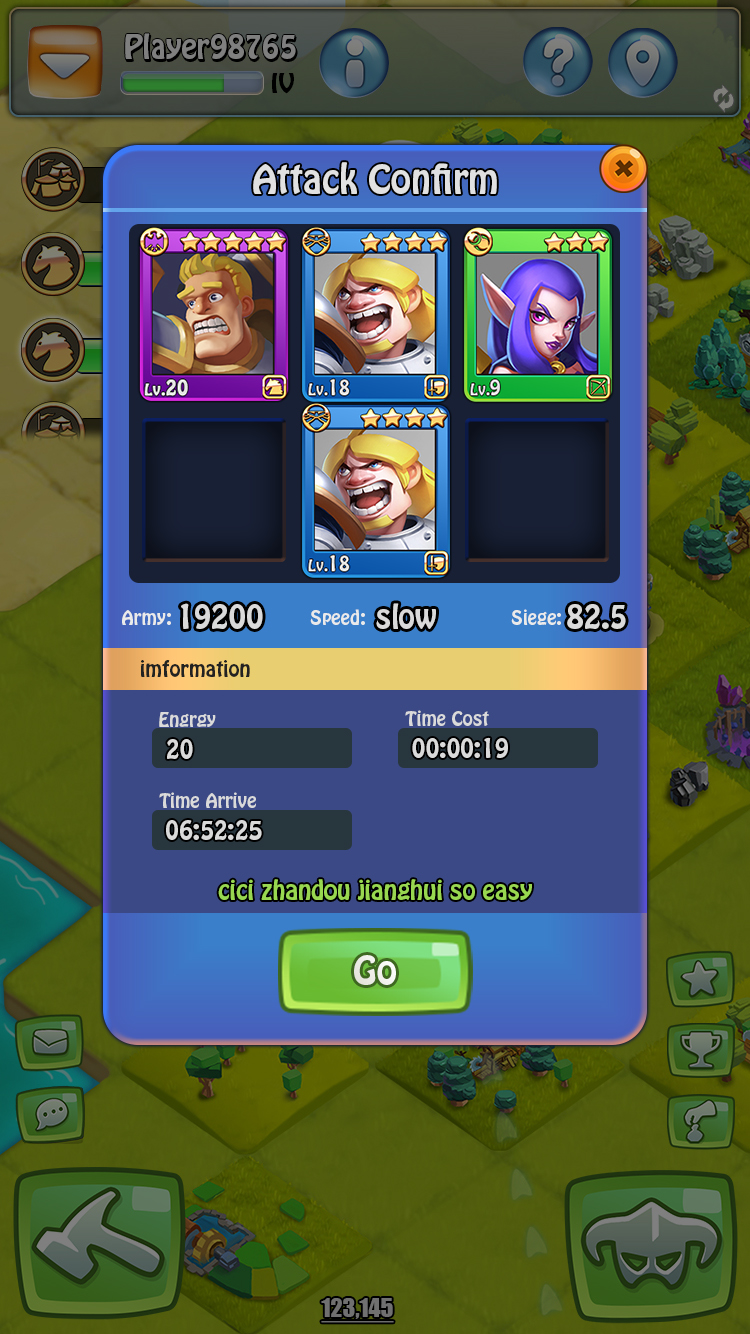 Player98765
IV
Attack Confirm
Lv.20
Lv.18
Lv.9
Lv.18
Army: 19200
Speed: slow
Siege: 82.5
imformation
Engrgy
20
Time Cost
00:00:19
Time Arrive
06:52:25
cici zhandou jianghui so easy
Go
123,145